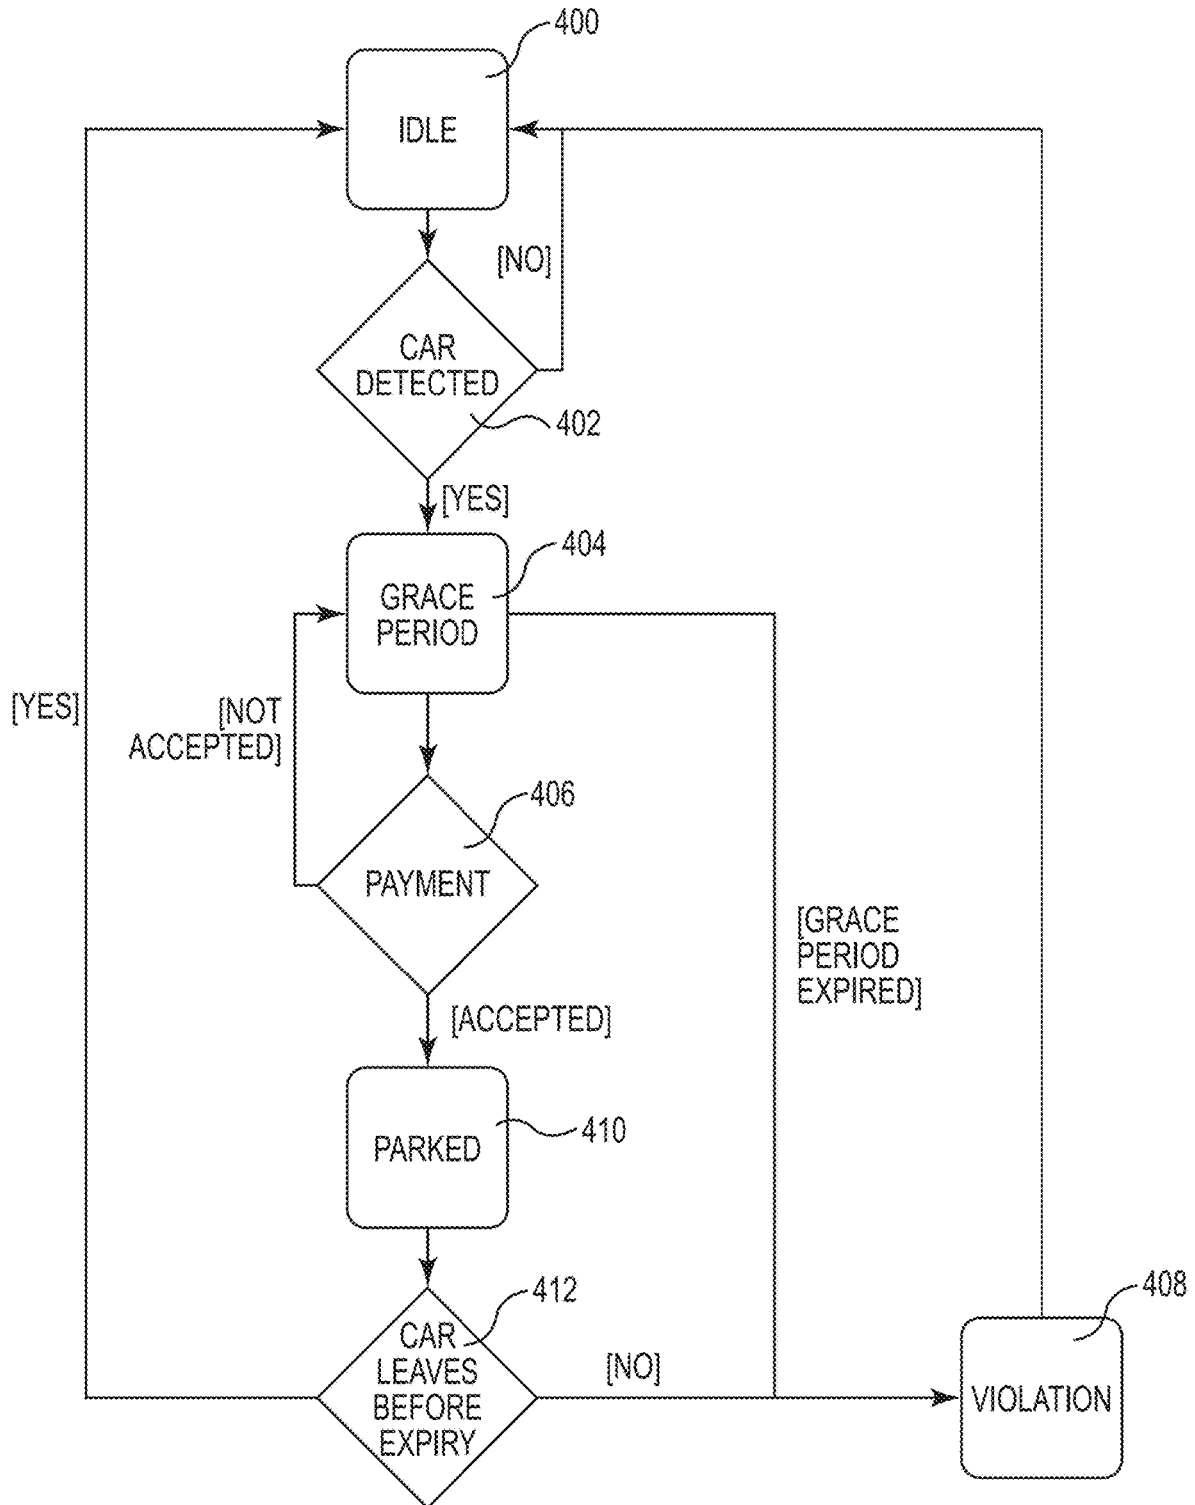 400
IDLE
[NO]
CAR
DETECTED
402
[YES]
404
GRACE
PERIOD
[YES]
[NOT
ACCEPTED]
406
PAYMENT
[GRACE
PERIOD
EXPIRED]
[ACCEPTED]
410
PARKED
412
CAR
LEAVES
BEFORE
EXPIRY
[NO]
408
VIOLATION